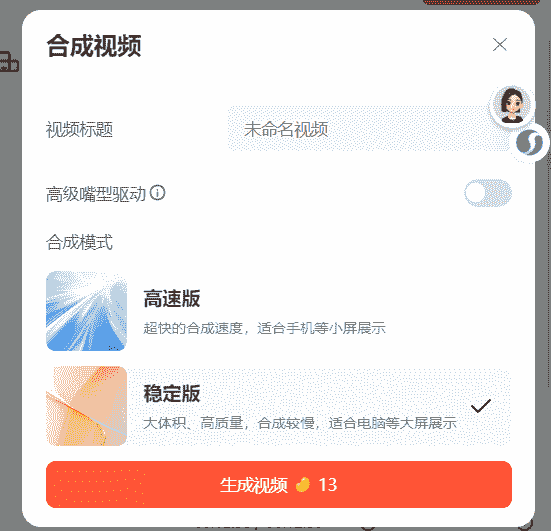 合成视频
视频标题
未命名视频
高级嘴型驱动
合成模式
高速版
超快的合成速度，适合手机等小屏展示
稳定版
大体积、高质量，合成较慢，适合电脑等大屏展示
生成视频 13